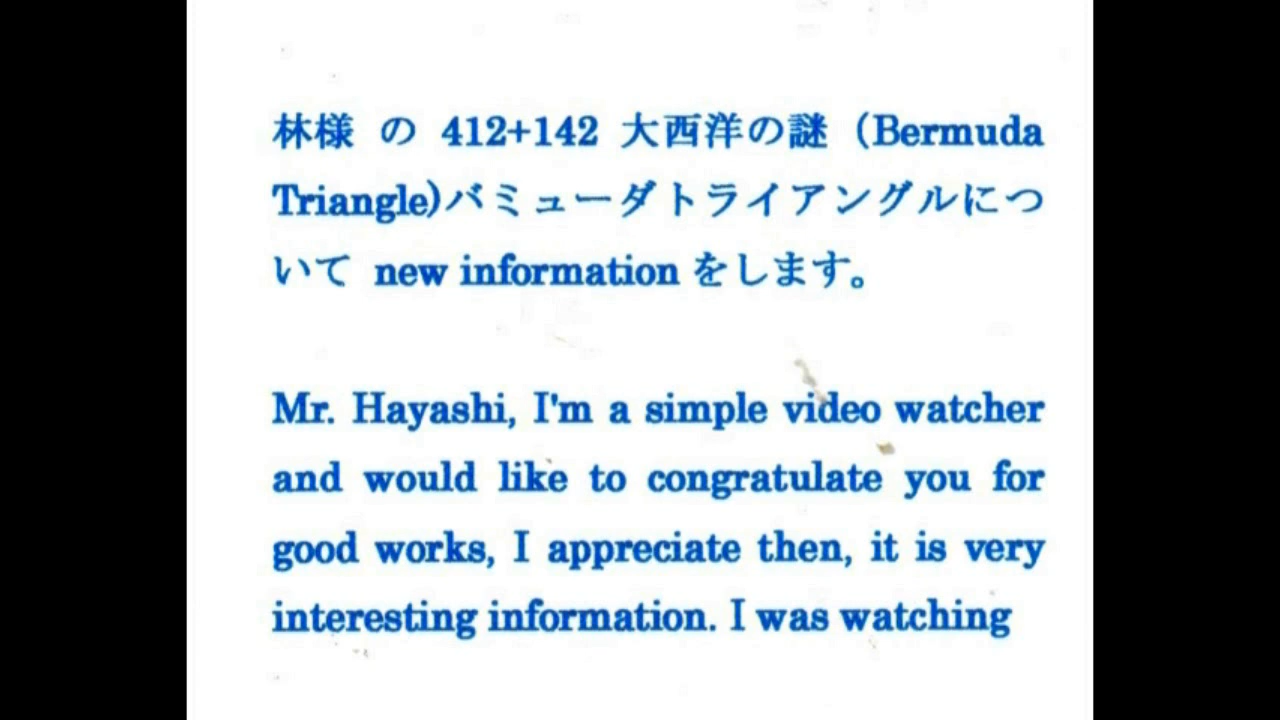 林様 の 412+142 大西洋の謎 (Bermuda
Triangle)バミューダトライアングルにつ
いて new information をします。
Mr. Hayashi, I'm a simple video watcher
and would like to congratulate you for
good works, I appreciate then, it is very
interesting information. I was watching